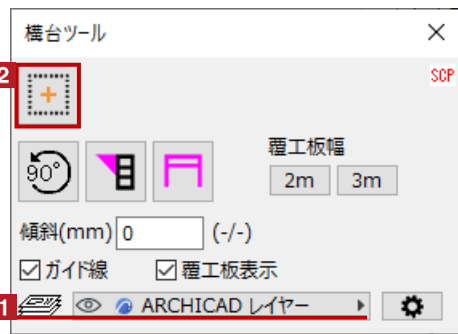 構台ツール
2
SCP
90°
覆工板幅
2m 3m
傾斜(mm) 0 (-/-)
ガイド線 覆工板表示
1
ARCHICAD レイヤー